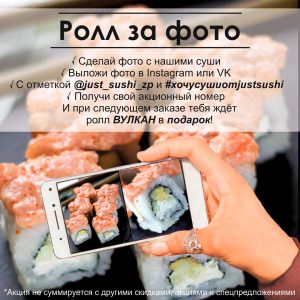 Ролл за фото
√ Сделай фото с нашими суши
√ Выложи фото в Instagram или VK
√ С отметкой @just_sushi_zp и #хочусушиотjustsushi
√ Получи свой акционный номер
И при следующем заказе тебя ждёт
ролл ВУЛКАН в подарок!
*Акция не суммируется с другими скидками, акциями и спецпредложениями